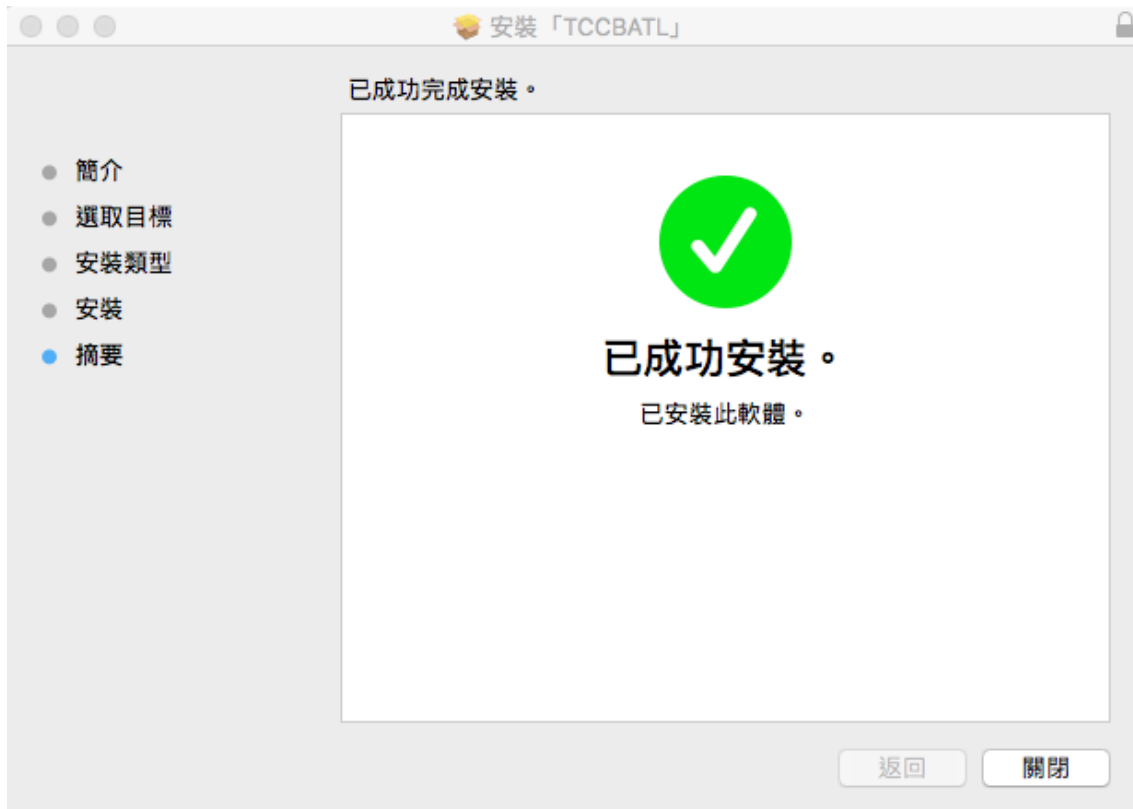 安裝「TCCBATL」
已成功完成安裝。
簡介
選取目標
安裝類型
安裝
摘要
已成功安裝。
已安裝此軟體。
返回
關閉